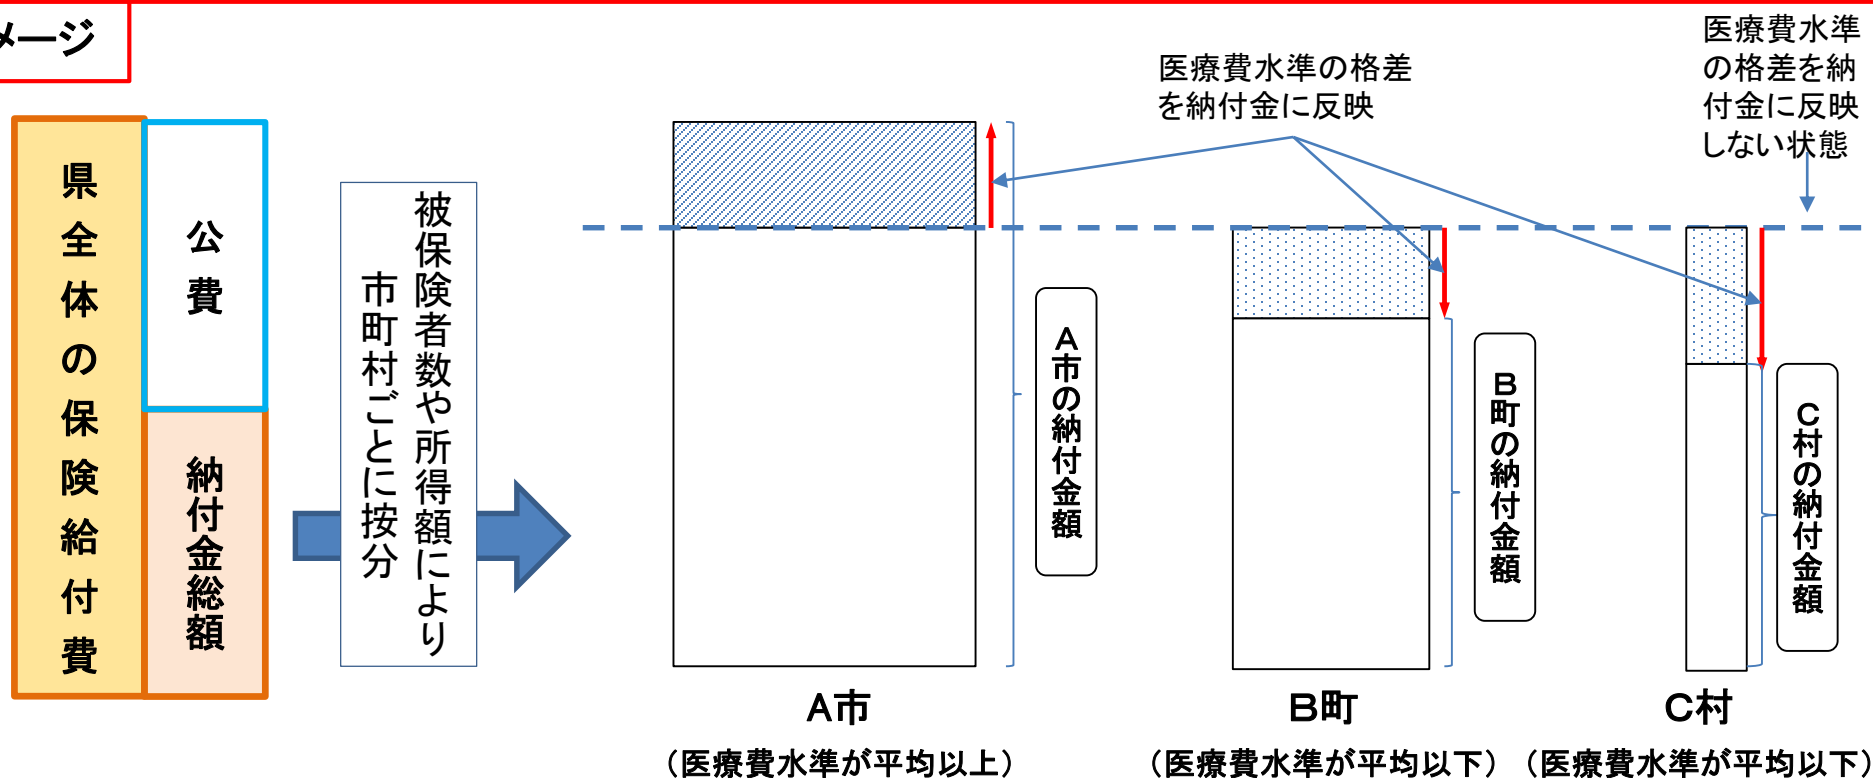 メージ
県全体の保険給付費
公費
納付金総額
被保険者数や所得額により
市町村ごとに按分
医療費水準の格差
を納付金に反映
医療費水準
の格差を納
付金に反映
しない状態
A市の納付金額
B町の納付金額
C村の納付金額
A市
(医療費水準が平均以上)
B町
(医療費水準が平均以下)
C村
(医療費水準が平均以下)